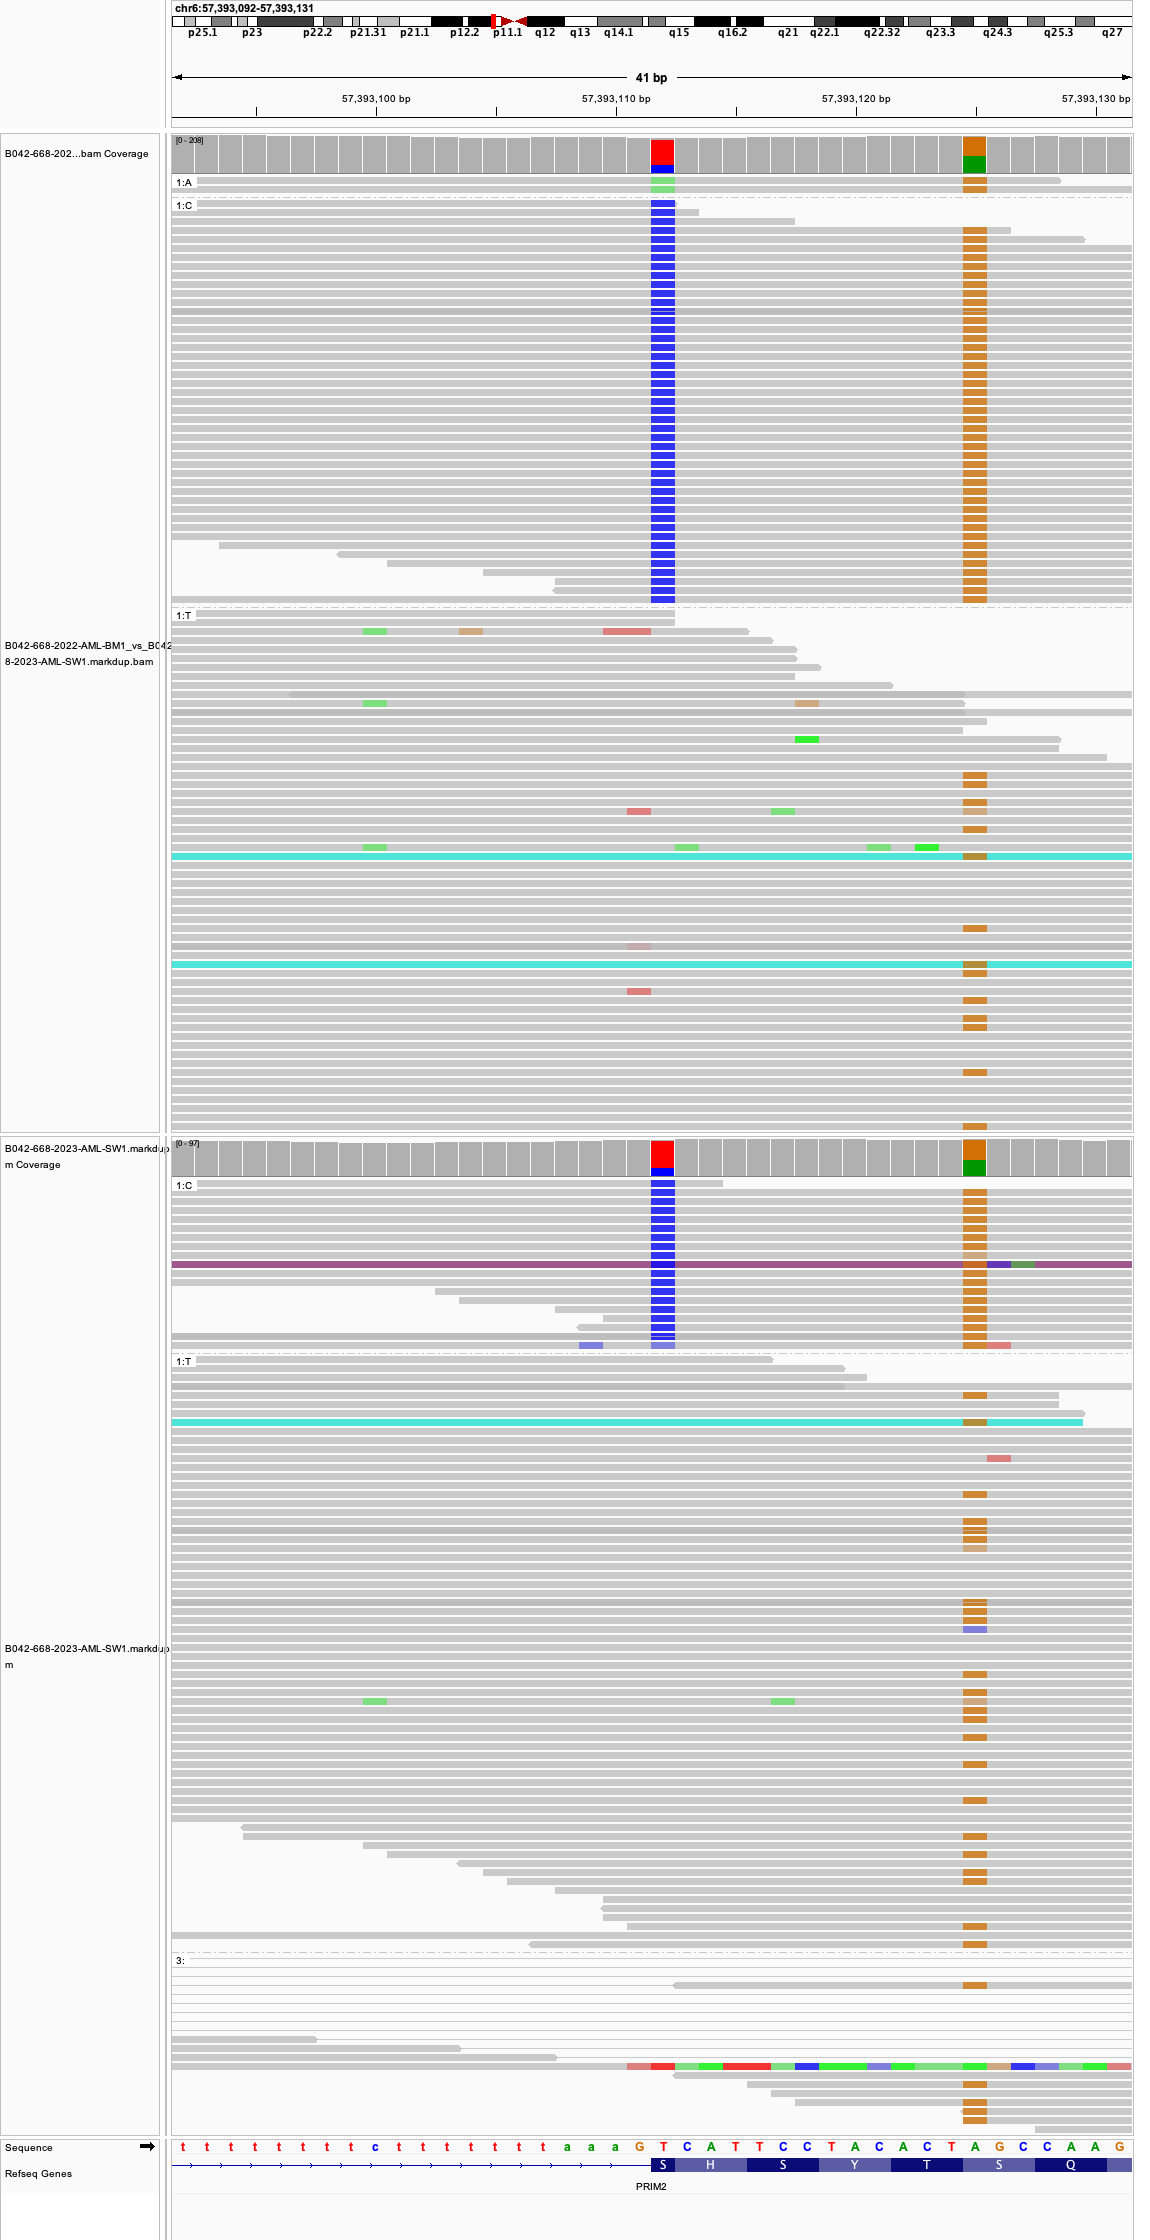 chr6:57,393,092-57,393,131
p25.1 p23 p22.2 p21.31 p21.1 p12.2 p11.1 q12 q13 q14.1 q15 q16.2 q21 q22.1 q22.32 q23.3 q24.3 q25.3 q27
41 bp
57,393,100 bp 57,393,110 bp 57,393,120 bp 57,393,130 bp
[0 - 208]
B042-668-202...bam Coverage
1:A
1:C
1:T
B042-668-2022-AML-BM1_vs_B042
8-2023-AML-SW1.markdup.bam
[0 - 97]
B042-668-2023-AML-SW1.markdup
m Coverage
1:C
1:T
B042-668-2023-AML-SW1.markdup
m
3:
Sequence t t t t t t t t c t t t t t t t a a a G T C A T T C C T A C A C T A G C C A A G
S H S Y T S Q
Refseq Genes
PRIM2